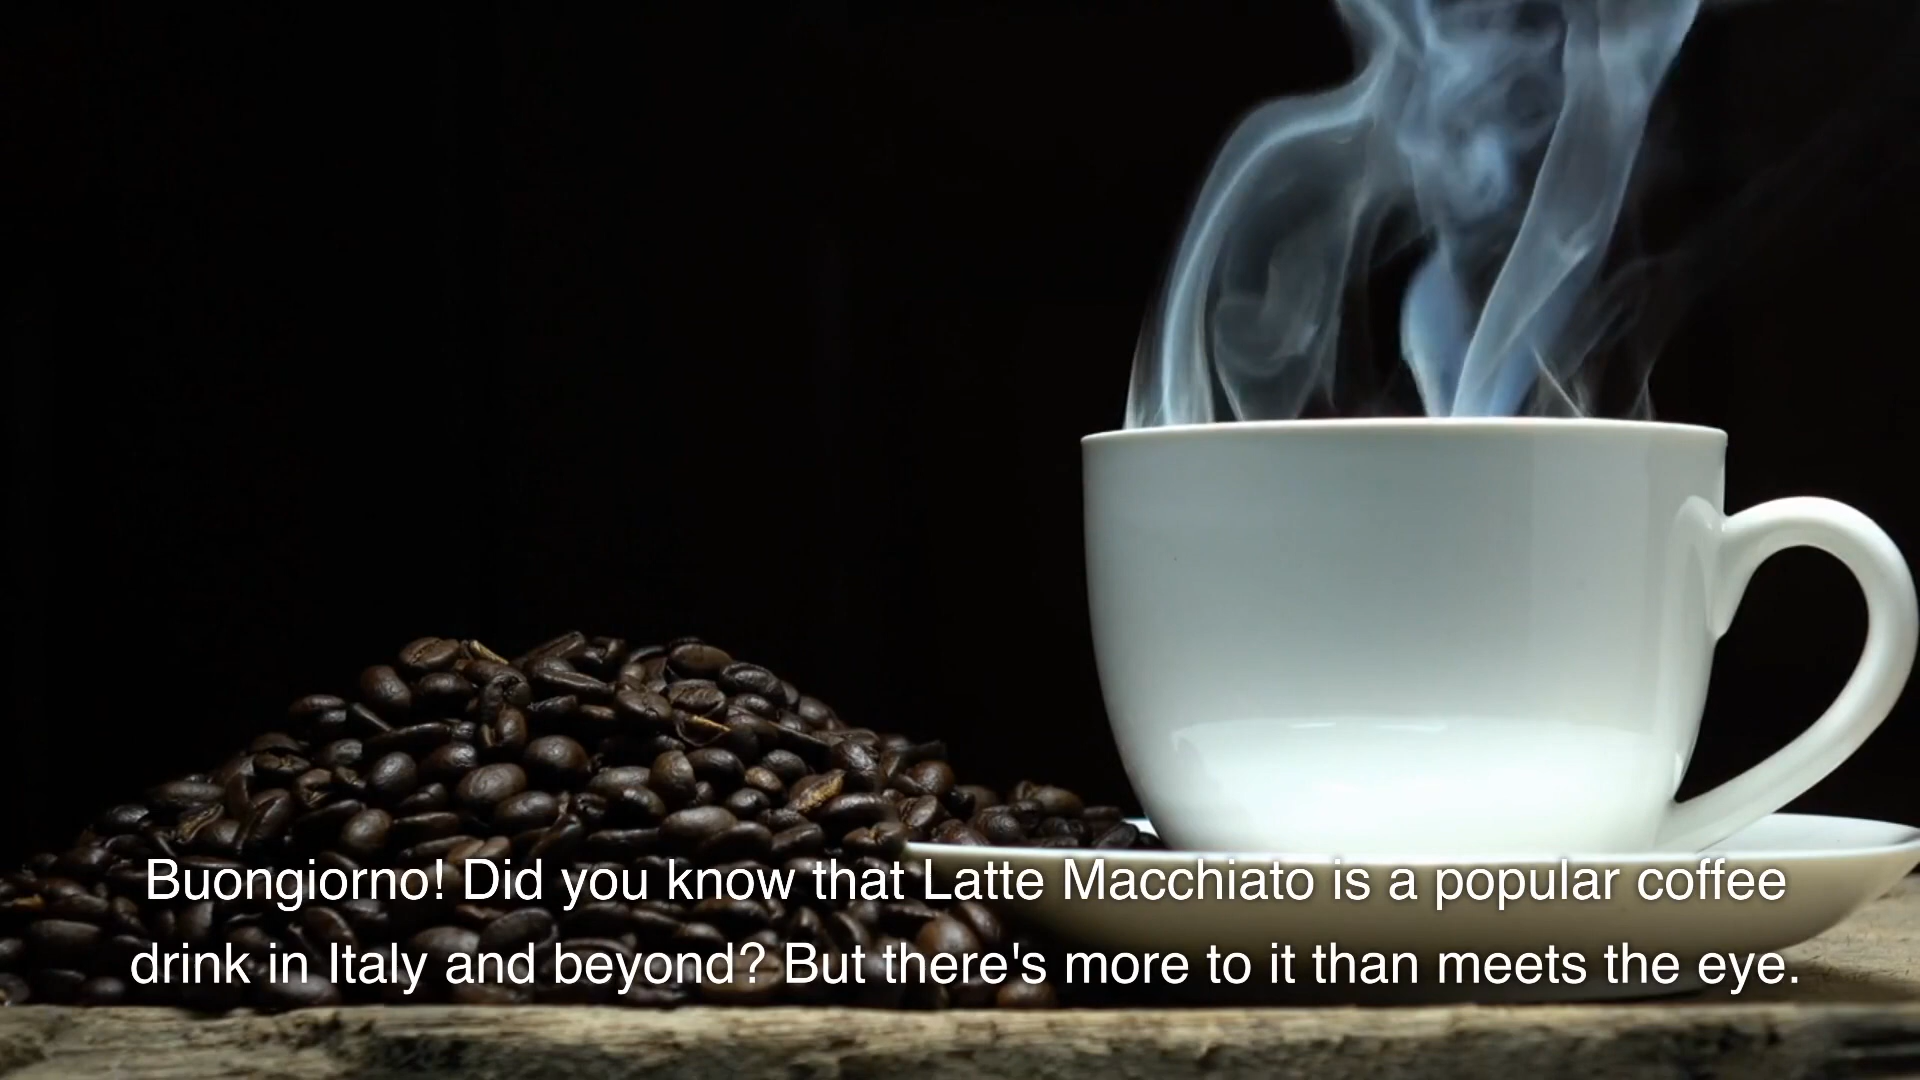 Buongiorno! Did you know that Latte Macchiato is a popular coffee
drink in Italy and beyond? But there's more to it than meets the eye.